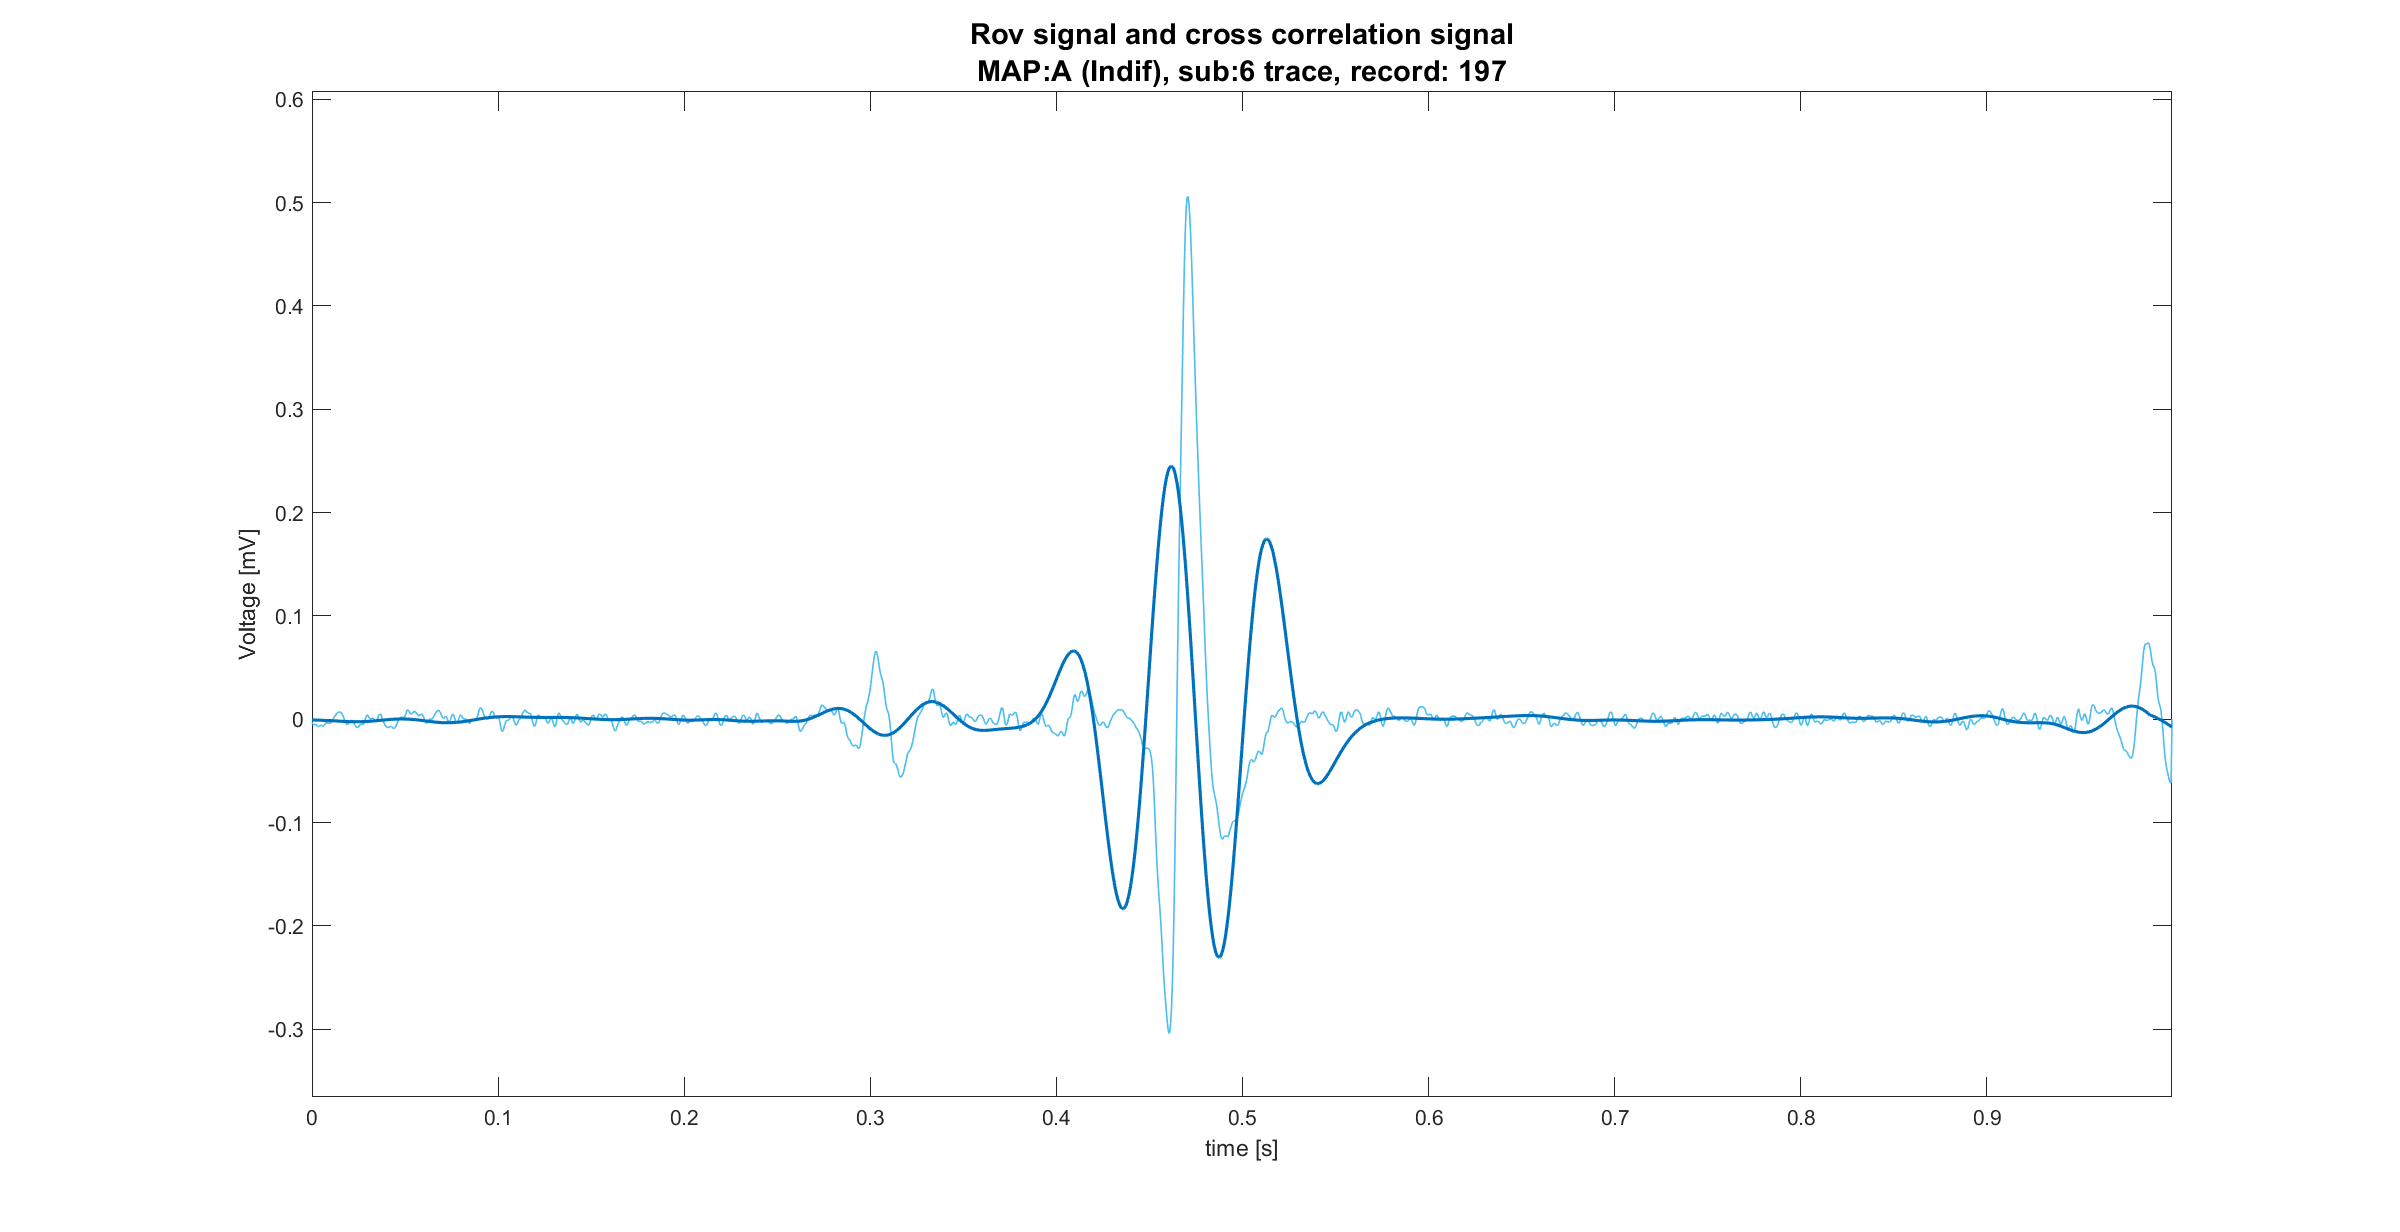 Rov signal and cross correlation signal
MAP:A (Indif), sub:6 trace, record: 197
0.6
0.5
0.4
0.3
0.2
0.1
0
-0.1
-0.2
-0.3
Voltage [mV]
0 0.1 0.2 0.3 0.4 0.5 0.6 0.7 0.8 0.9
time [s]